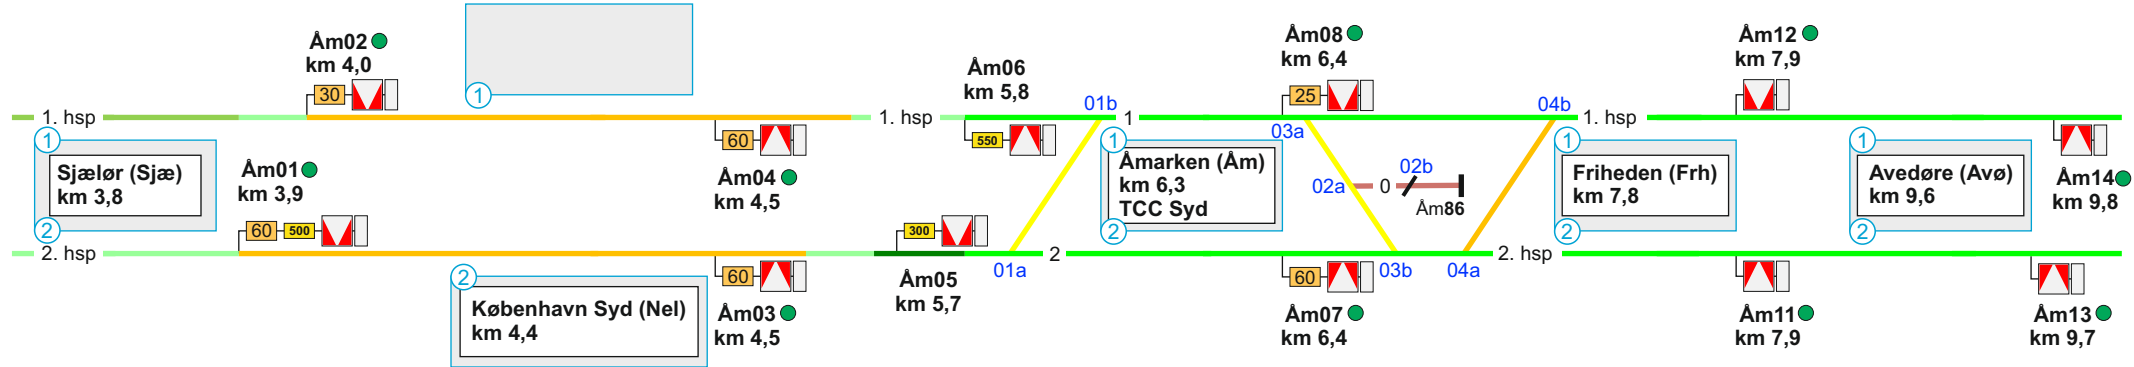 Åm02
km 4,0
30
1
1. hsp
60
Åm04
km 4,5
1. hsp
Åm06
km 5,8
550
01b
1
Åm08
km 6,4
25
03a
04b
1. hsp
Åm12
km 7,9
Åm14
km 9,8
1
Sjælør (Sjæ)
km 3,8
2
Åm01
km 3,9
60
500
2. hsp
2
København Syd (Nel)
km 4,4
60
Åm03
km 4,5
300
Åm05
km 5,7
01a
2
1
Åmarken (Åm)
km 6,3
TCC Syd
2
02a
0
02b
Åm86
60
Åm07
km 6,4
03b
04a
2. hsp
1
Friheden (Frh)
km 7,8
2
Åm11
km 7,9
1
Avedøre (Avø)
km 9,6
2
Åm13
km 9,7